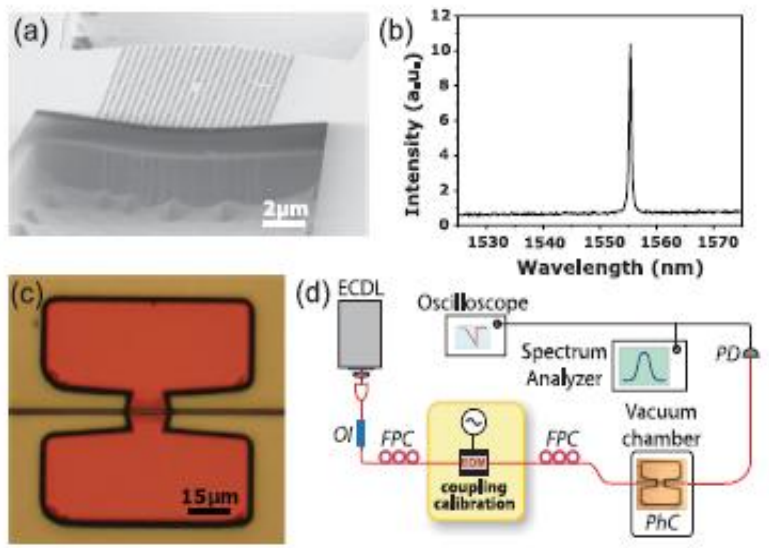 (a)
2μm
(b)
Intensity (a.u.)
12
10
8
6
4
2
0
1530 1540 1550 1560 1570
Wavelength (nm)
(c)
15μm
(d)
ECDL
Oscilloscope
Spectrum
Analyzer
PD
OI
FPC
EOM
coupling
calibration
FPC
Vacuum
chamber
PhC